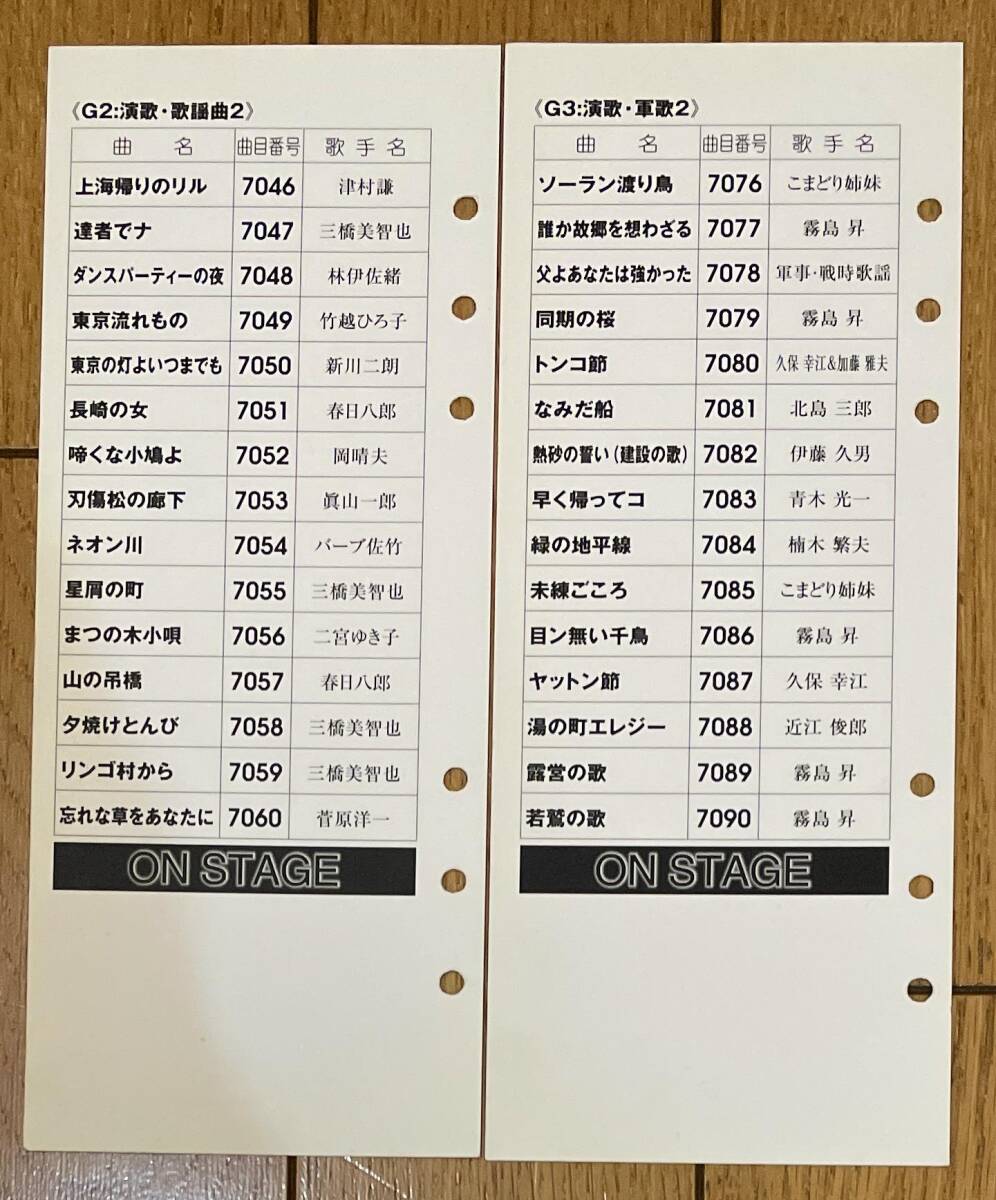 《G2:演歌・歌謡曲2》
曲 名 曲目番号 歌手名
上海帰りのリル 7046 津村謙
達者でナ 7047 三橋美智也
ダンスパーティーの夜 7048 林伊佐緒
東京流れもの 7049 竹越ひろ子
東京の灯よいつまでも 7050 新川二朗
長崎の女 7051 春日八郎
啼くな小鳩よ 7052 岡晴夫
刃傷松の廊下 7053 眞山一郎
ネオン川 7054 バーブ佐竹
星屑の町 7055 三橋美智也
まつの木小唄 7056 二宮ゆき子
山の吊橋 7057 春日八郎
夕焼けとんび 7058 三橋美智也
リンゴ村から 7059 三橋美智也
忘れな草をあなたに 7060 菅原洋一
ON STAGE
《G3:演歌・軍歌2》
曲 名 曲目番号 歌手名
ソーラン渡り鳥 7076 こまどり姉妹
誰か故郷を想わざる 7077 霧島 昇
父よあなたは強かった 7078 軍事・戦時歌謡
同期の桜 7079 霧島 昇
トンコ節 7080 久保 幸江&加藤 雅夫
なみだ船 7081 北島 三郎
熱砂の誓い(建設の歌) 7082 伊藤 久男
早く帰ってコ 7083 青木 光一
緑の地平線 7084 楠木 繁夫
未練ごころ 7085 こまどり姉妹
目ン無い千鳥 7086 霧島 昇
ヤットン節 7087 久保 幸江
湯の町エレジー 7088 近江 俊郎
露営の歌 7089 霧島 昇
若鷲の歌 7090 霧島 昇
ON STAGE